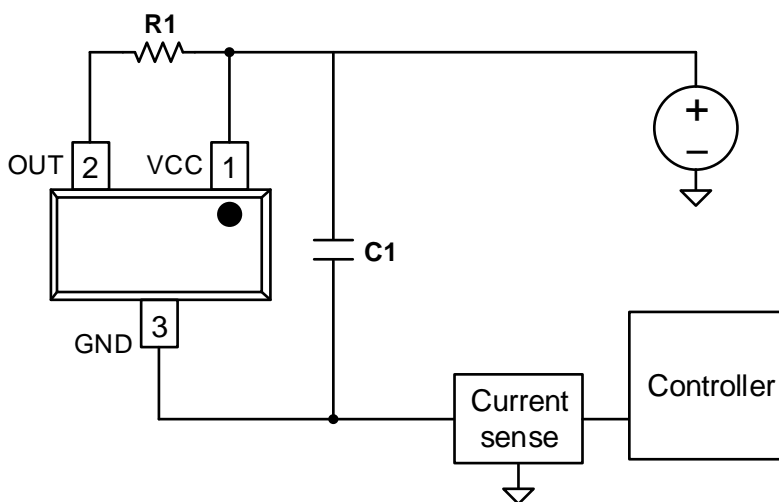 R1
OUT
2
VCC
1
+
−
C1
3
GND
Current
sense
Controller